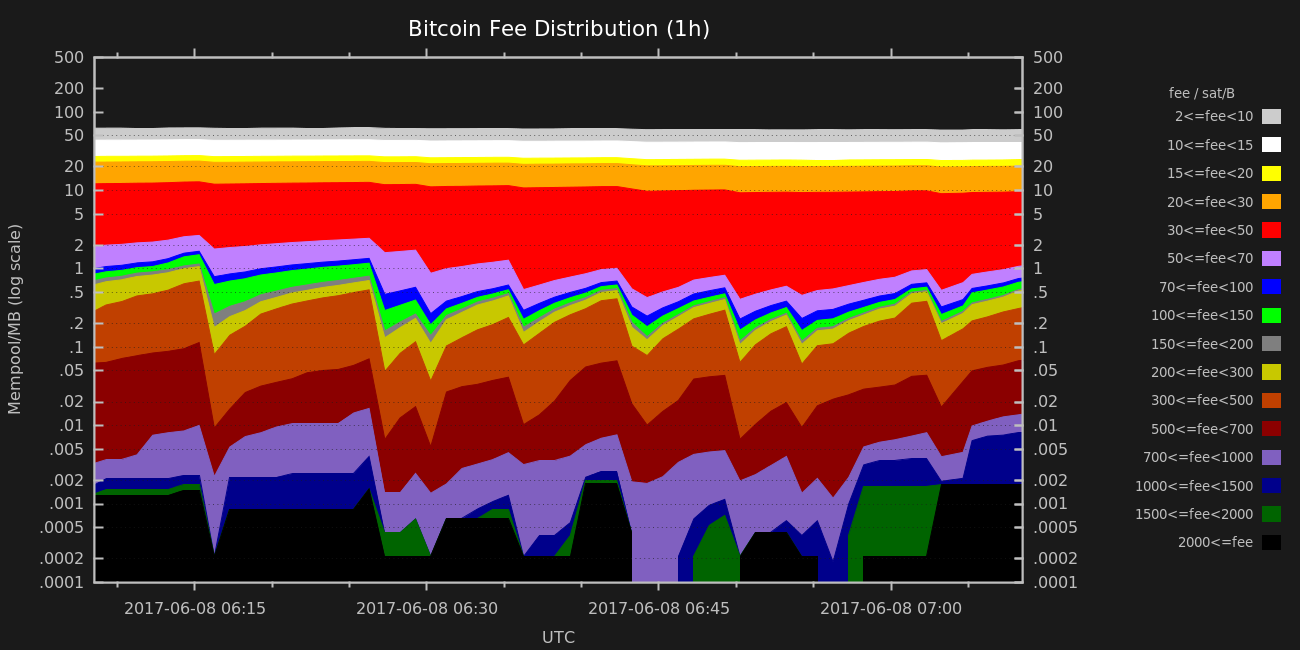 Bitcoin Fee Distribution (1h)
Mempool/MB (log scale)
500
200
100
50
20
10
5
2
1
.5
.2
.1
.05
.02
.01
.005
.002
.001
.0005
.0002
.0001
500
200
100
50
20
10
5
2
1
.5
.2
.1
.05
.02
.01
.005
.002
.001
.0005
.0002
.0001
2017-06-08 06:15
2017-06-08 06:30
2017-06-08 06:45
2017-06-08 07:00
UTC
fee / sat/B
2<=fee<10
10<=fee<15
15<=fee<20
20<=fee<30
30<=fee<50
50<=fee<70
70<=fee<100
100<=fee<150
150<=fee<200
200<=fee<300
300<=fee<500
500<=fee<700
700<=fee<1000
1000<=fee<1500
1500<=fee<2000
2000<=fee